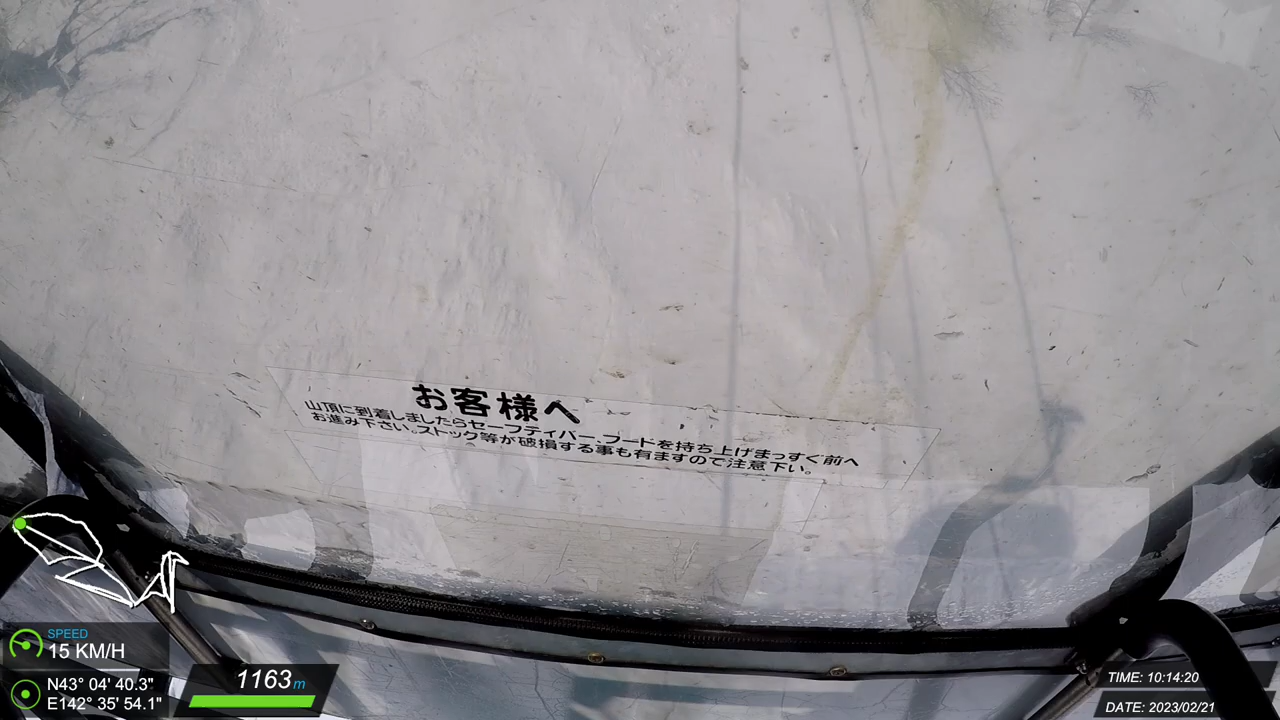 お客様へ
山頂に到着しましたらセーフティバー、フードを持ち上げまっすぐ前へ
お進み下さい。ストック等が破損する事も有ますので注意下い。
SPEED
15 KM/H
N43° 04' 40.3"
E142° 35' 54.1"
1163m
TIME: 10:14:20
DATE: 2023/02/21